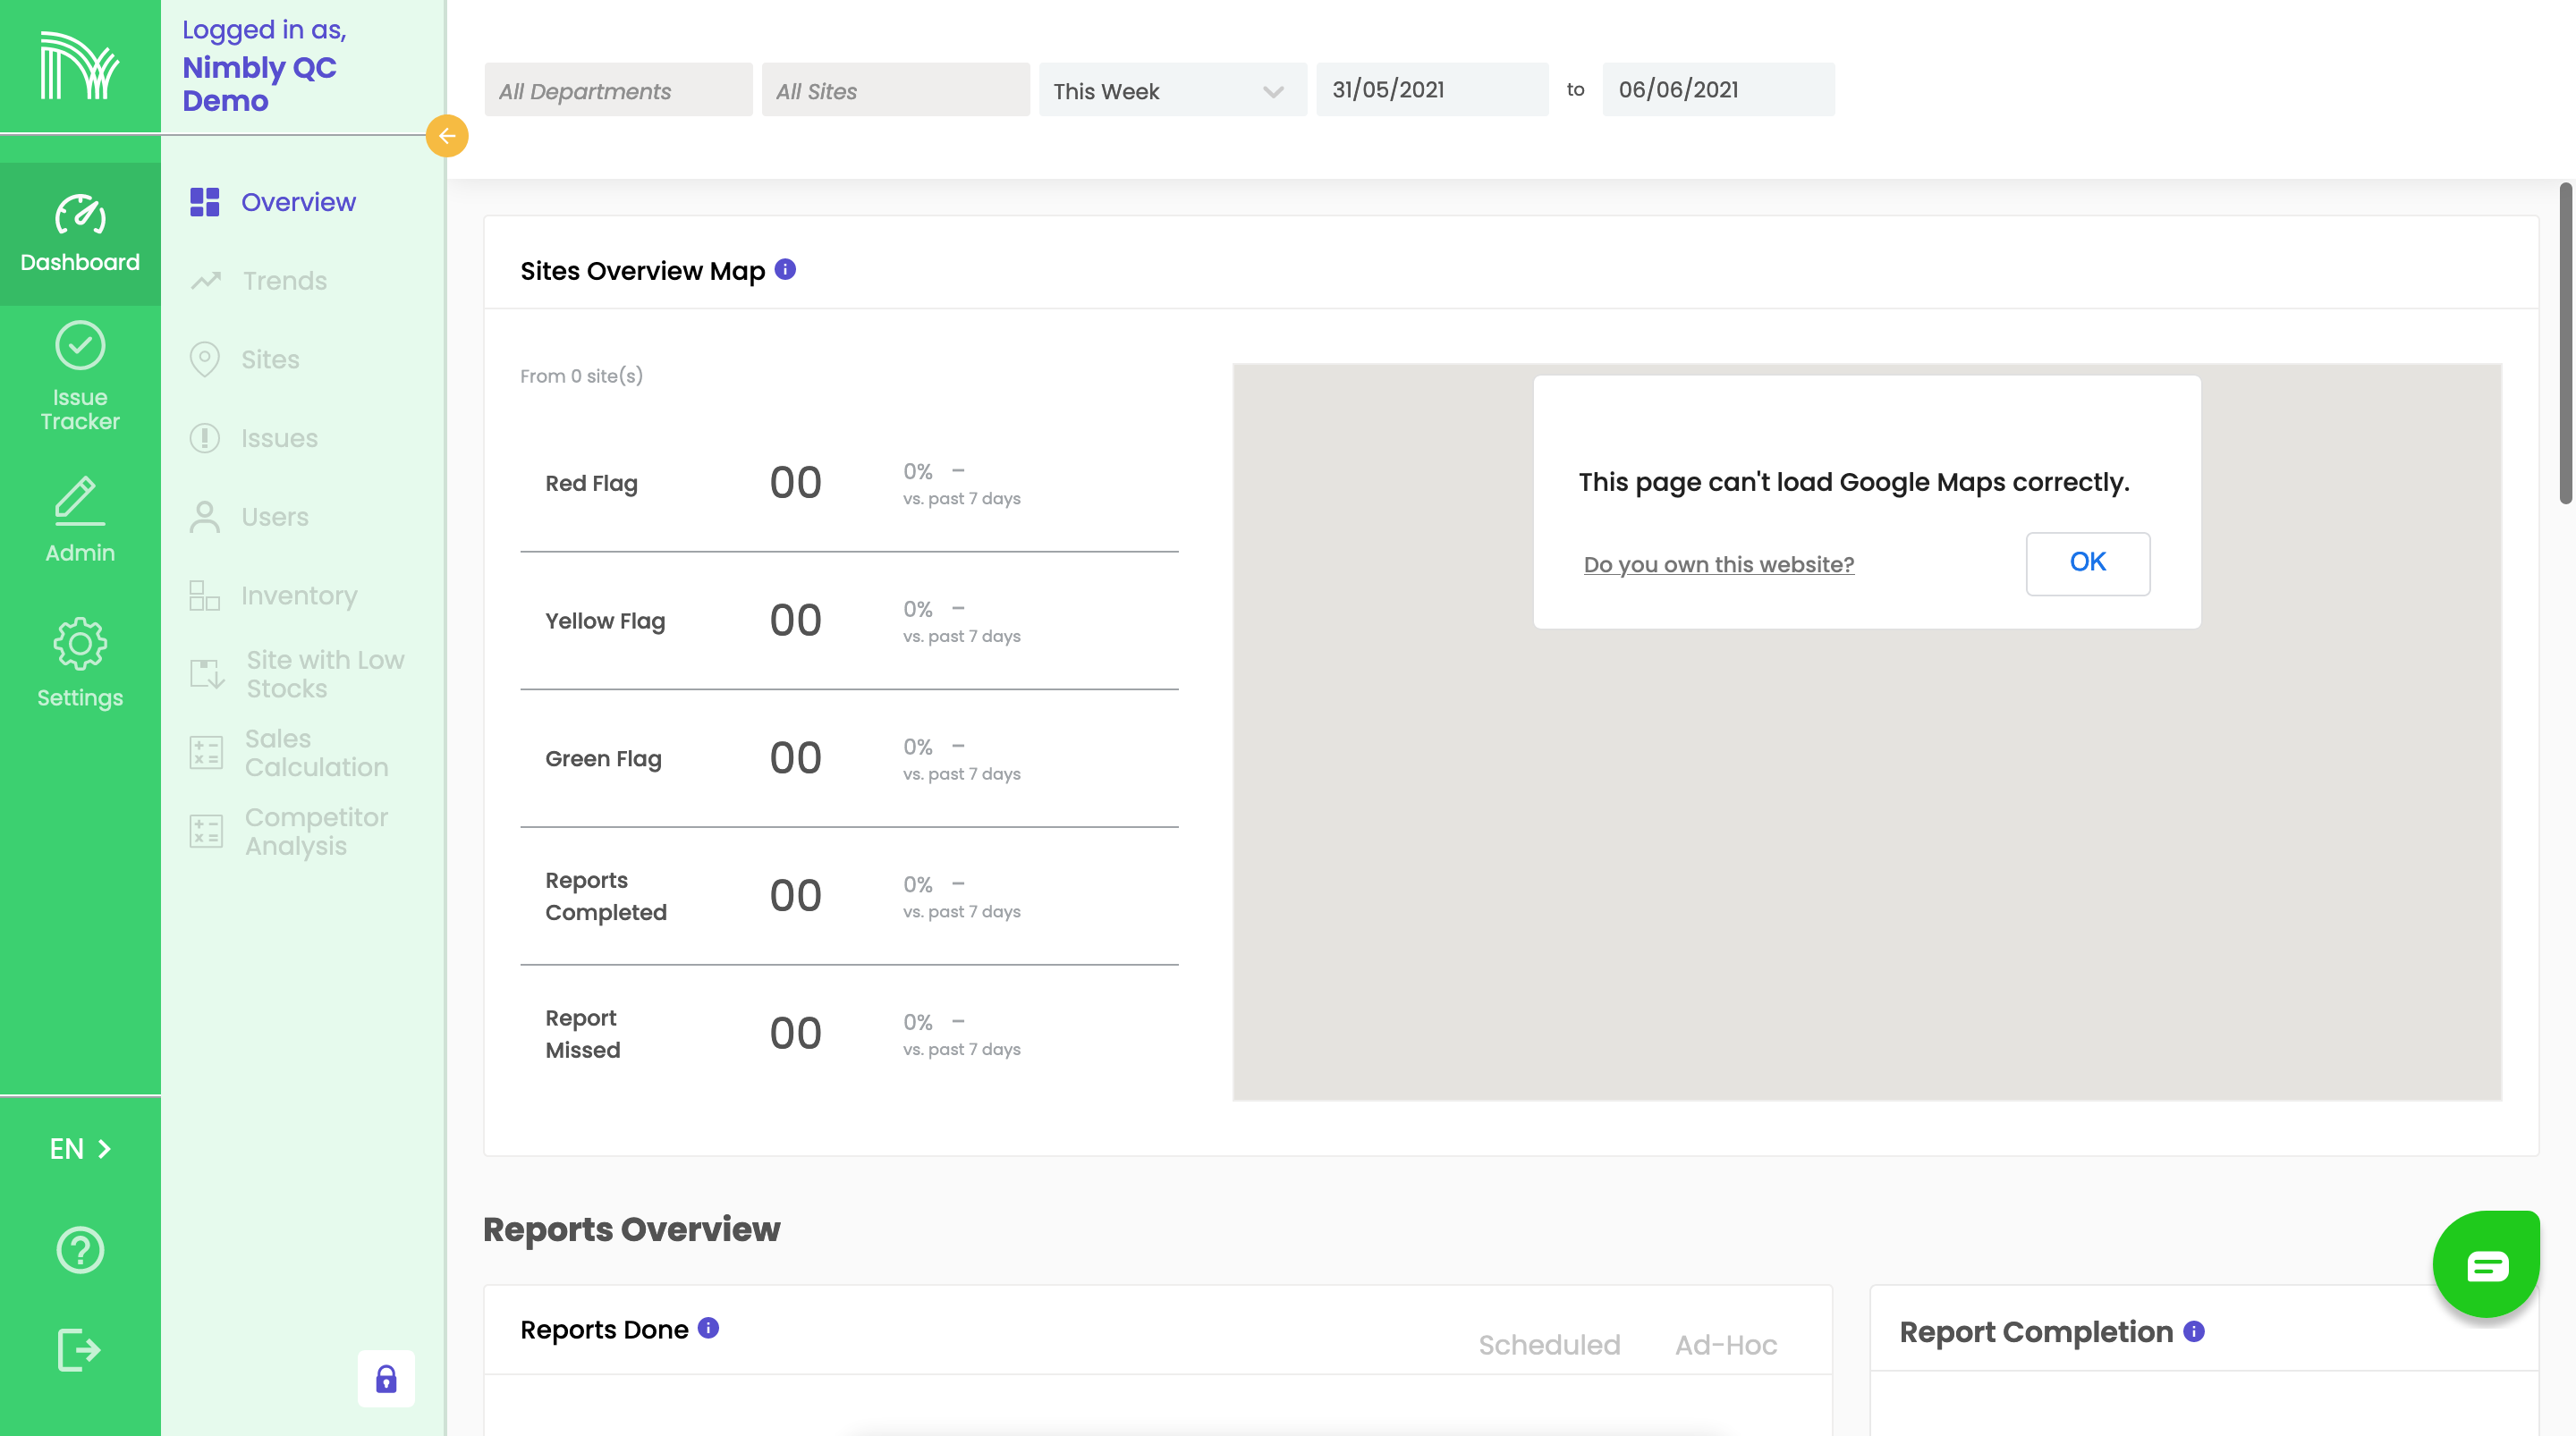 Logged in as,
Nimbly QC
Demo
Dashboard
Issue
Tracker
Admin
Settings
EN
Overview
Trends
Sites
Issues
Users
Inventory
Site with Low
Stocks
Sales
Calculation
Competitor
Analysis
All Departments
All Sites
This Week
31/05/2021
to
06/06/2021
Sites Overview Map
From 0 site(s)
Red Flag
00
0% –
vs. past 7 days
Yellow Flag
00
0% –
vs. past 7 days
Green Flag
00
0% –
vs. past 7 days
Reports
Completed
00
0% –
vs. past 7 days
Report
Missed
00
0% –
vs. past 7 days
This page can't load Google Maps correctly.
Do you own this website?
OK
Reports Overview
Reports Done
Scheduled
Ad-Hoc
Report Completion